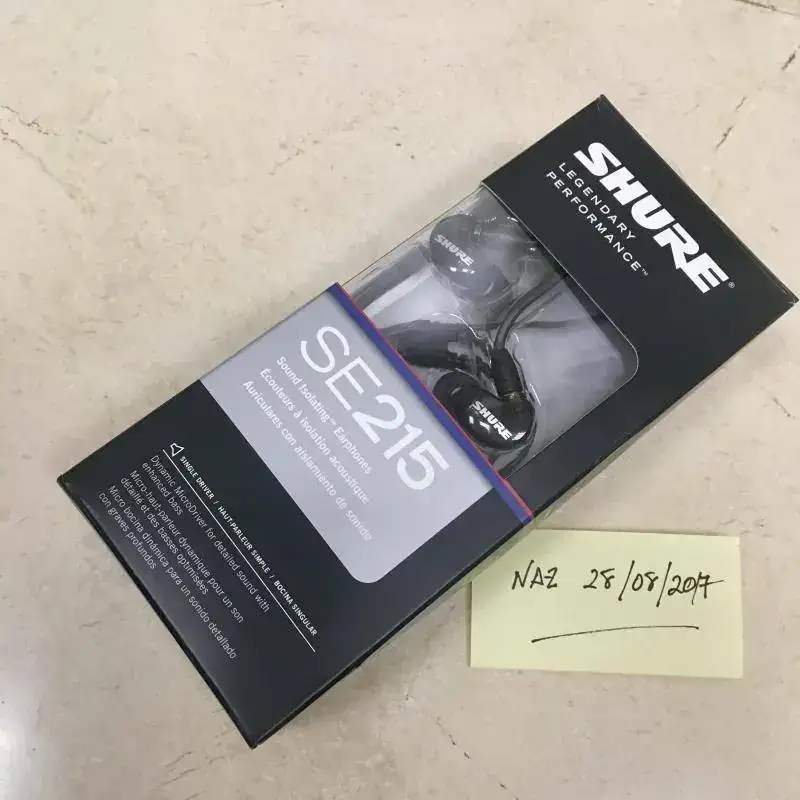 SHURE®
LEGENDARY
PERFORMANCE™
SHURE
SHURE
SE215
Sound Isolating™ Earphones
Écouteurs à isolation acoustique
Auriculares con aislamiento de sonido
SINGLE DRIVER / HAUT-PARLEUR SIMPLE / BOCINA SINGULAR
Dynamic MicroDriver for detailed sound with
enhanced bass
Micro-haut-parleur dynamique pour un son
détaillé et des basses optimisées
Micro bocina dinámica para un sonido detallado
con graves profundos
NAZ 28/08/2017